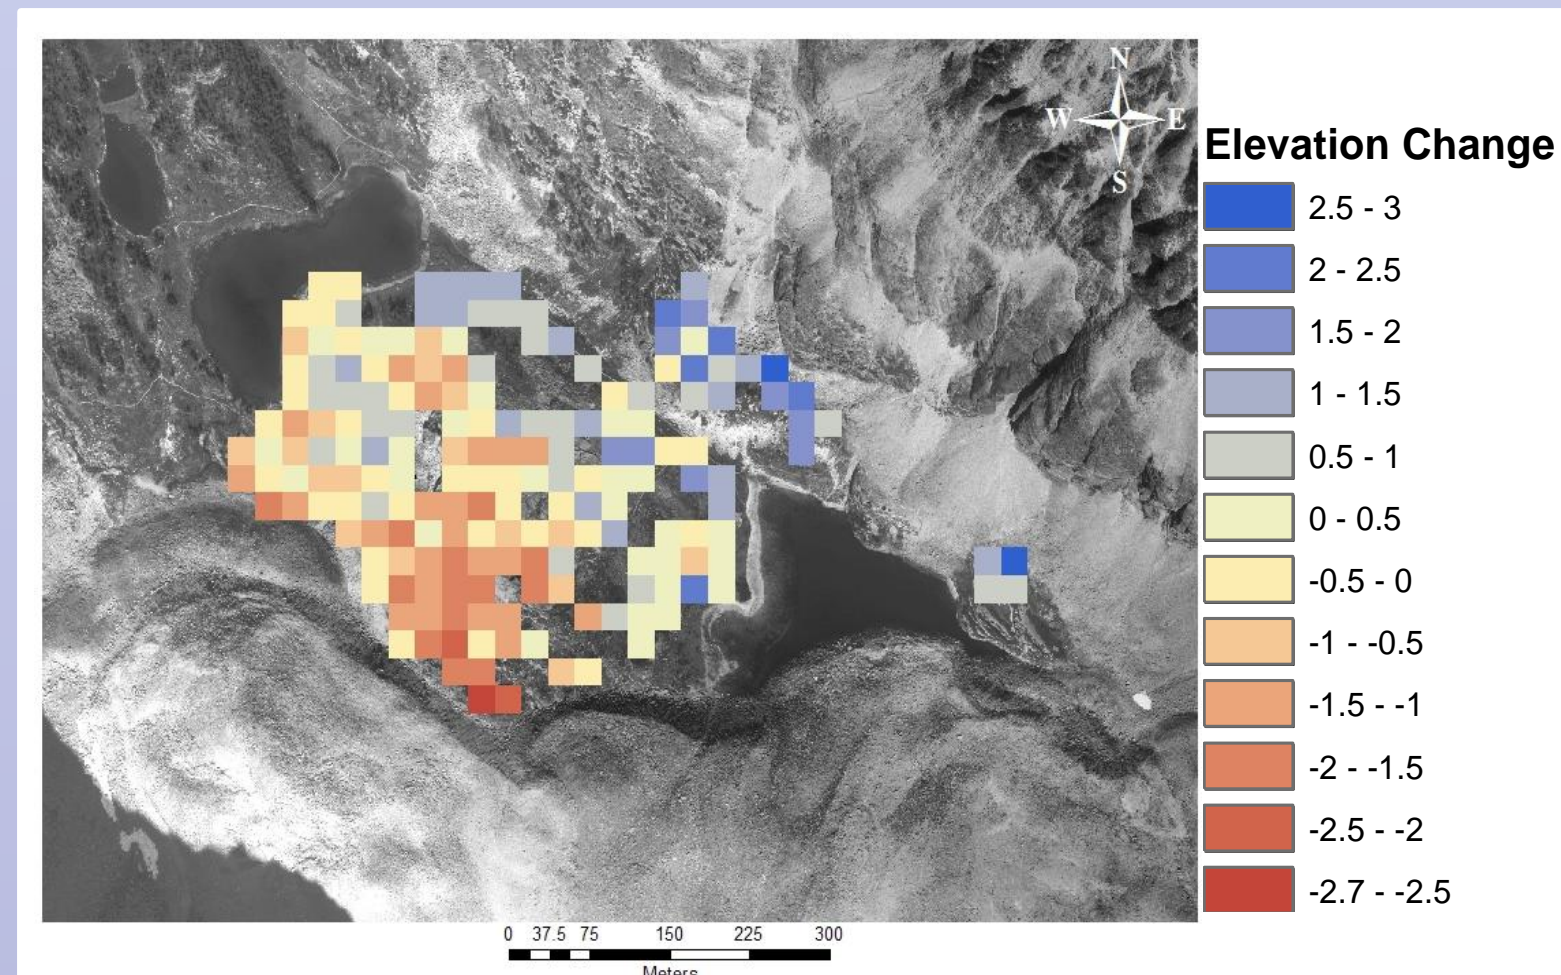 N
W E
S
Elevation Change
2.5 - 3
2 - 2.5
1.5 - 2
1 - 1.5
0.5 - 1
0 - 0.5
-0.5 - 0
-1 - -0.5
-1.5 - -1
-2 - -1.5
-2.5 - -2
-2.7 - -2.5
0 37.5 75 150 225 300
Meters